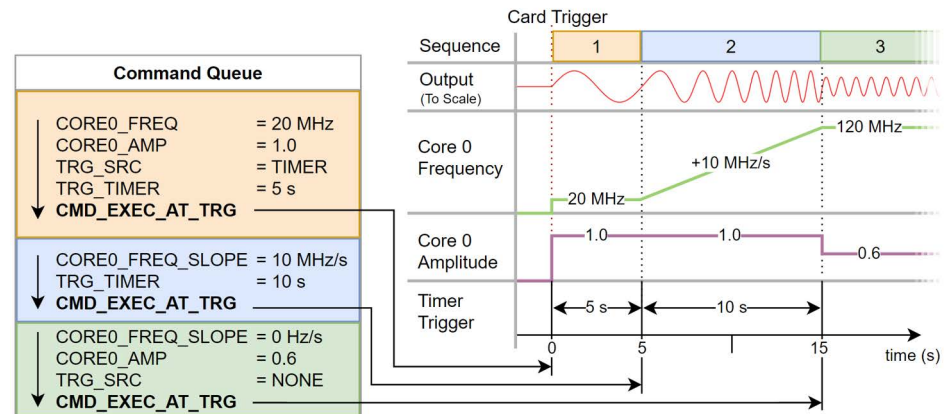 Command Queue
CORE0_FREQ = 20 MHz
CORE0_AMP = 1.0
TRG_SRC = TIMER
TRG_TIMER = 5 s
CMD_EXEC_AT_TRG
CORE0_FREQ_SLOPE = 10 MHz/s
TRG_TIMER = 10 s
CMD_EXEC_AT_TRG
CORE0_FREQ_SLOPE = 0 Hz/s
CORE0_AMP = 0.6
TRG_SRC = NONE
CMD_EXEC_AT_TRG
Card Trigger
Sequence 1 2 3
Output
(To Scale)
Core 0
Frequency
20 MHz +10 MHz/s 120 MHz
Core 0
Amplitude
1.0 1.0 0.6
Timer
Trigger
5 s 10 s
0 5 15 time (s)